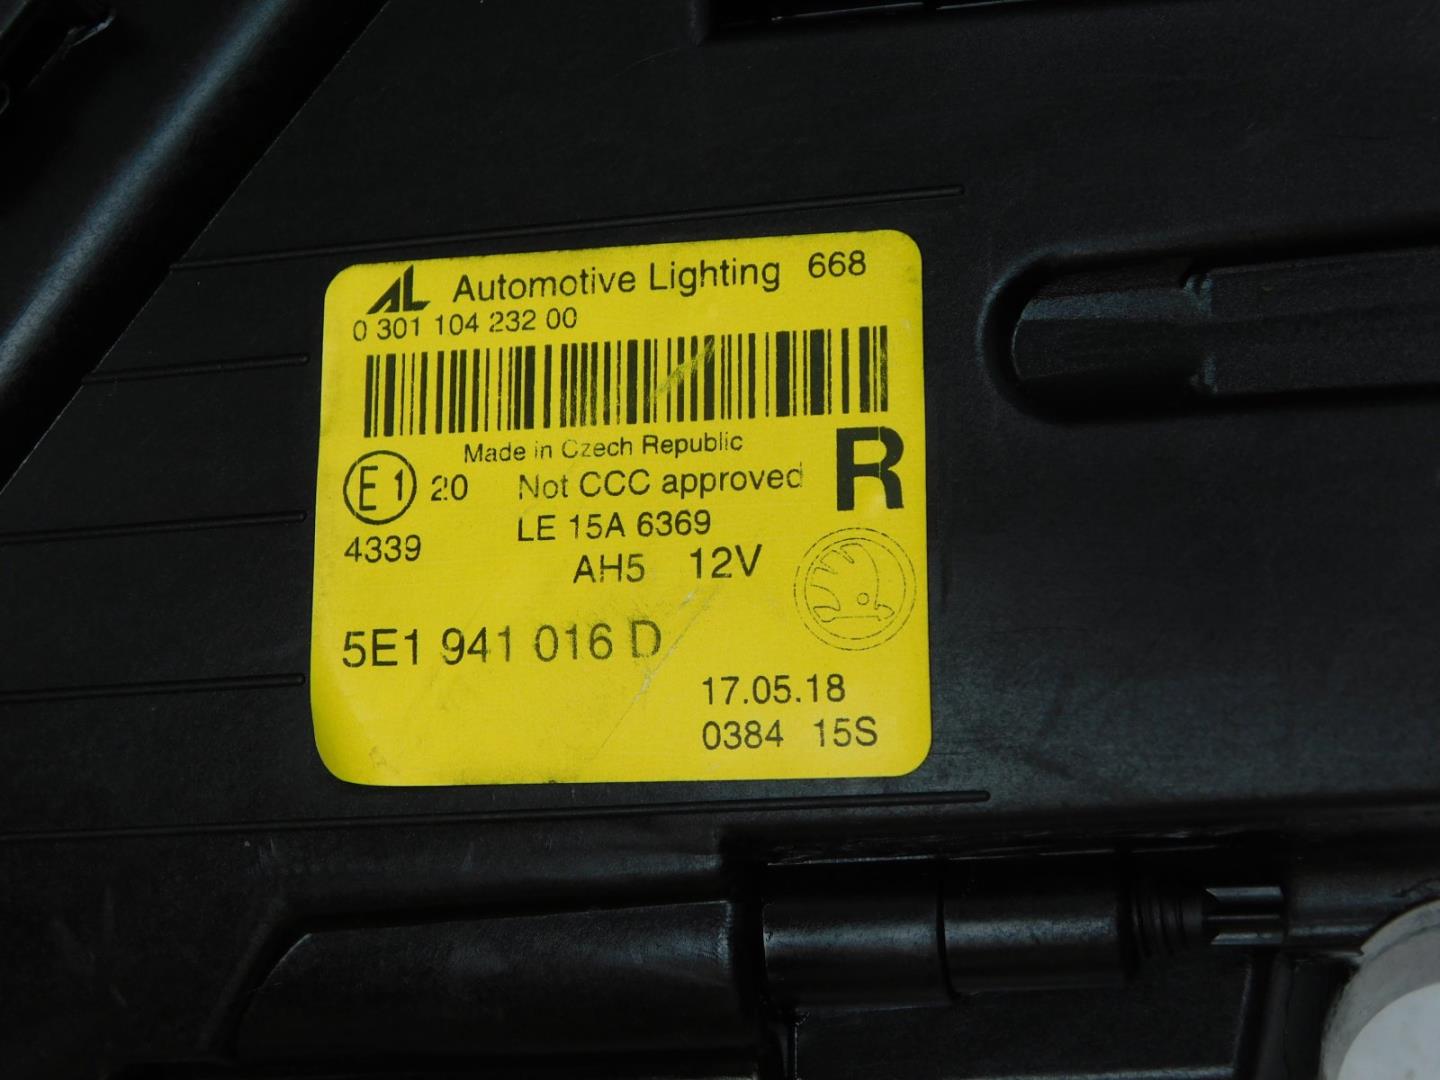 AL Automotive Lighting 668
0 301 104 232 00
Made in Czech Republic
E1 20 Not CCC approved R
LE 15A 6369
4339
AH5 12V
5E1 941 016 D
17.05.18
0384 15S